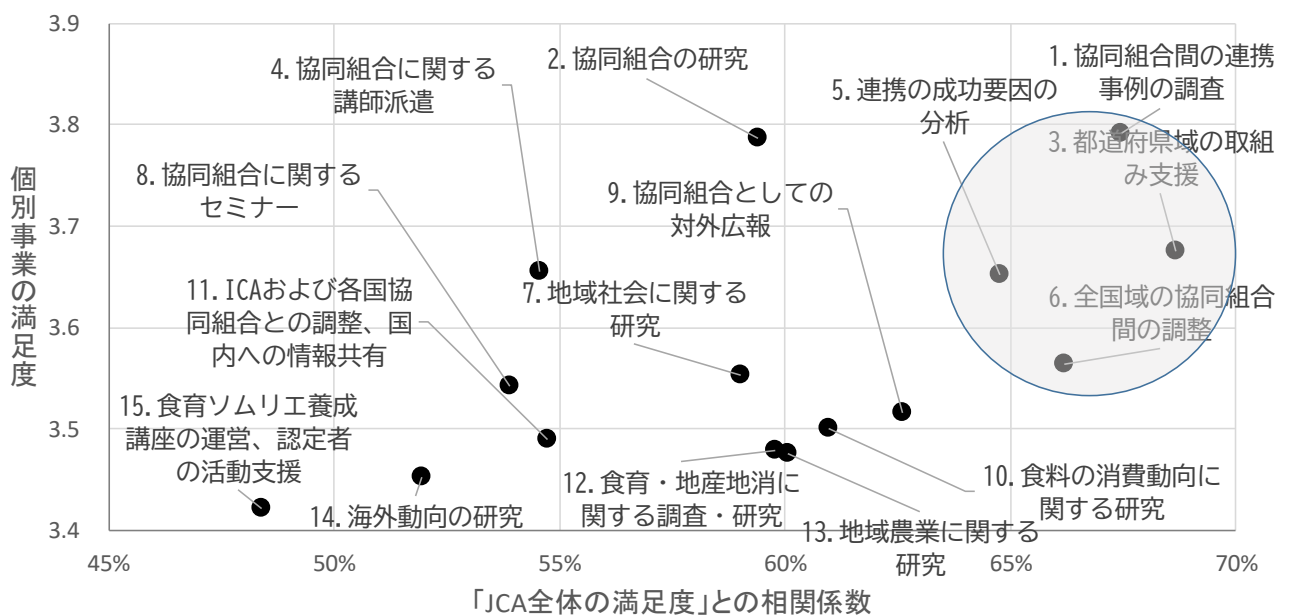 3.9
3.8
3.7
3.6
3.5
3.4
個別事業の満足度
4.協同組合に関する
講師派遣
2.協同組合の研究
1.協同組合間の連携
事例の調査
5.連携の成功要因の
分析
3.都道府県域の取組
み支援
8.協同組合に関する
セミナー
9.協同組合としての
対外広報
11.ICAおよび各国協
同組合との調整、国
内への情報共有
7.地域社会に関する
研究
6.全国域の協同組合
間の調整
15.食育ソムリエ養成
講座の運営、認定者
の活動支援
14.海外動向の研究
12.食育・地産地消に
関する調査・研究
10.食料の消費動向に
関する研究
13.地域農業に関する
研究
45%
50%
55%
60%
65%
70%
「JCA全体の満足度」との相関係数